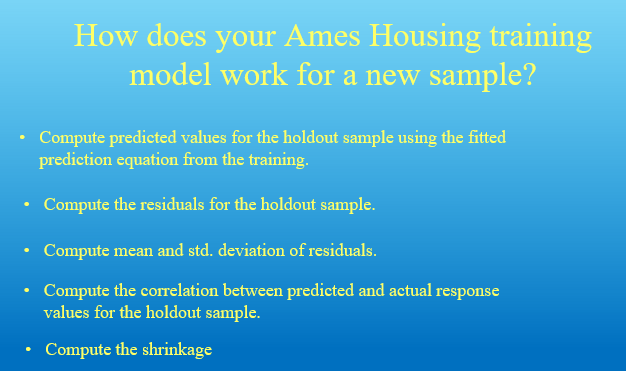 How does your Ames Housing training
model work for a new sample?
• Compute predicted values for the holdout sample using the fitted
prediction equation from the training.
• Compute the residuals for the holdout sample.
• Compute mean and std. deviation of residuals.
• Compute the correlation between predicted and actual response
values for the holdout sample.
• Compute the shrinkage